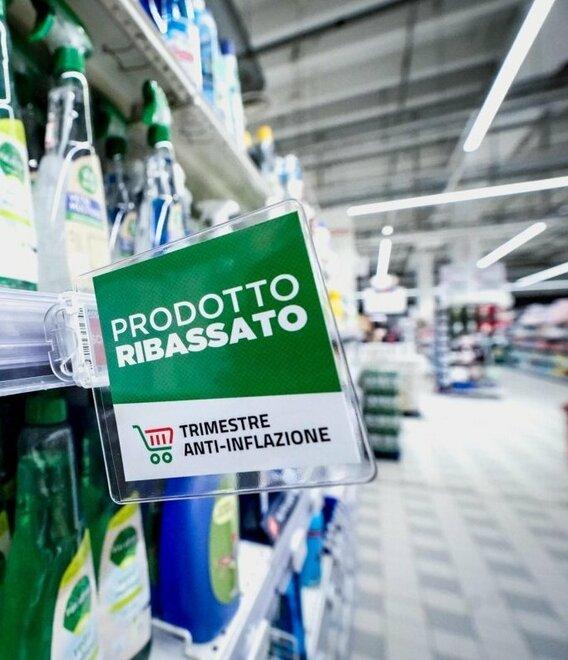 PRODOTTO
RIBASSATO
TRIMESTRE
ANTI-INFLAZIONE